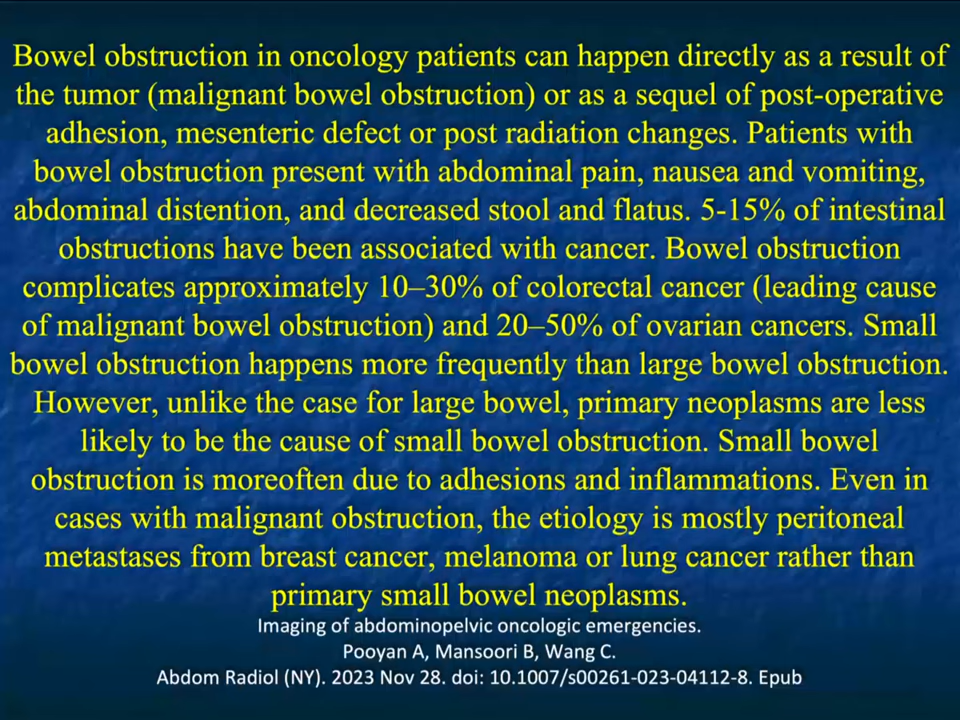 Bowel obstruction in oncology patients can happen directly as a result of
the tumor (malignant bowel obstruction) or as a sequel of post-operative
adhesion, mesenteric defect or post radiation changes. Patients with
bowel obstruction present with abdominal pain, nausea and vomiting,
abdominal distention, and decreased stool and flatus. 5-15% of intestinal
obstructions have been associated with cancer. Bowel obstruction
complicates approximately 10–30% of colorectal cancer (leading cause
of malignant bowel obstruction) and 20–50% of ovarian cancers. Small
bowel obstruction happens more frequently than large bowel obstruction.
However, unlike the case for large bowel, primary neoplasms are less
likely to be the cause of small bowel obstruction. Small bowel
obstruction is moreoften due to adhesions and inflammations. Even in
cases with malignant obstruction, the etiology is mostly peritoneal
metastases from breast cancer, melanoma or lung cancer rather than
primary small bowel neoplasms.
Imaging of abdominopelvic oncologic emergencies.
Pooyan A, Mansoori B, Wang C.
Abdom Radiol (NY). 2023 Nov 28. doi: 10.1007/s00261-023-04112-8. Epub